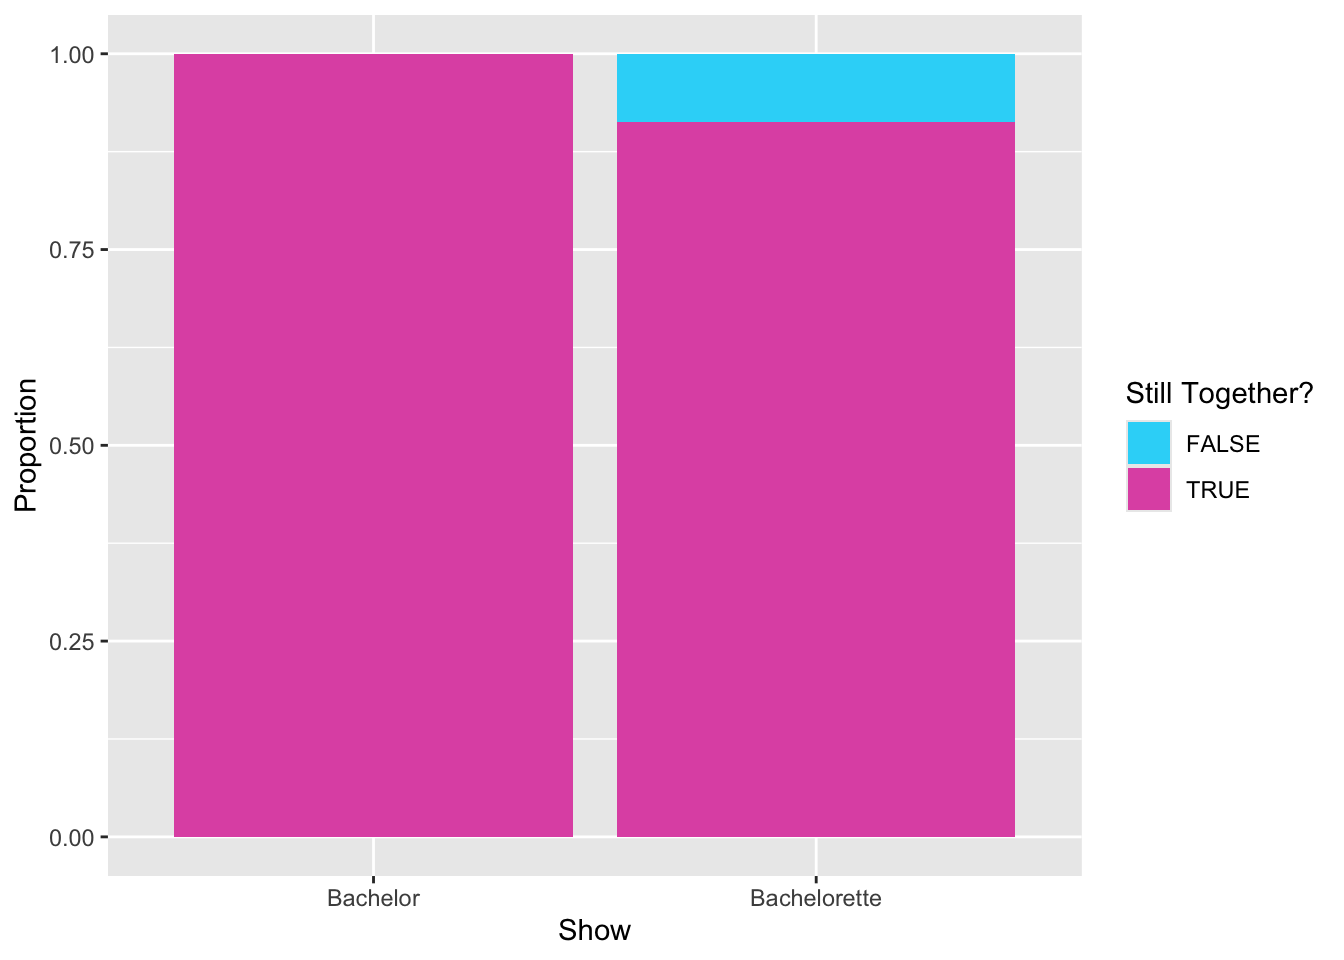 1.00
0.75
0.50
0.25
0.00
Proportion
Bachelor
Bachelorette
Show
Still Together?
FALSE
TRUE